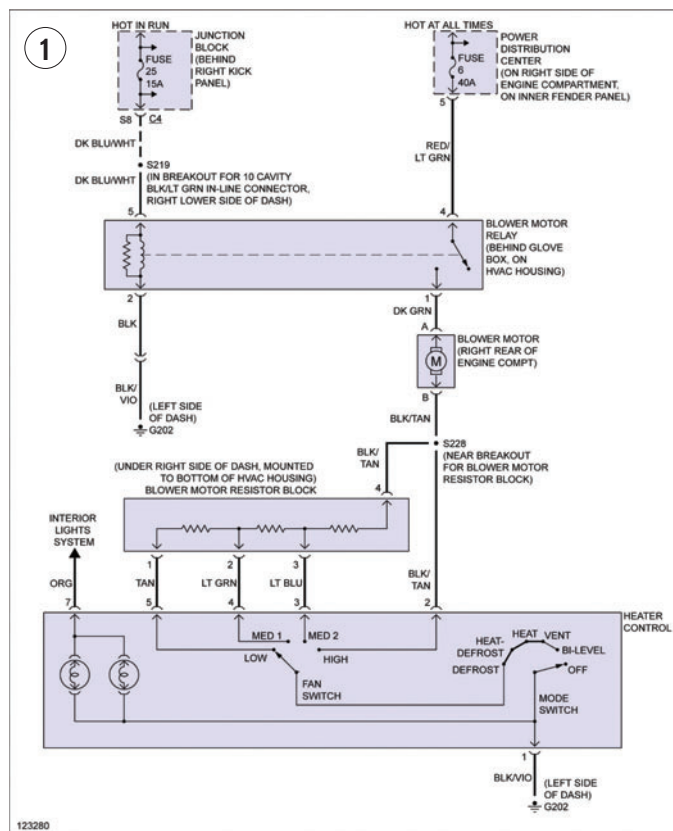 1
HOT IN RUN
JUNCTION
BLOCK
(BEHIND
RIGHT KICK
PANEL)
FUSE
25
15A
S8 C4
DK BLU/WHT
S219
(IN BREAKOUT FOR 10 CAVITY
BLK/LT GRN IN-LINE CONNECTOR,
RIGHT LOWER SIDE OF DASH)
DK BLU/WHT
5
HOT AT ALL TIMES
POWER
DISTRIBUTION
CENTER
(ON RIGHT SIDE OF
ENGINE COMPARTMENT,
ON INNER FENDER PANEL)
FUSE
6
40A
5
RED/
LT GRN
4
BLOWER MOTOR
RELAY
(BEHIND GLOVE
BOX, ON
HVAC HOUSING)
2
1
BLK
DK GRN
A
BLOWER MOTOR
(RIGHT REAR OF
ENGINE COMPT)
M
B
BLK/
VIO
(LEFT SIDE
OF DASH)
G202
BLK/TAN
S228
(NEAR BREAKOUT
FOR BLOWER MOTOR
RESISTOR BLOCK)
BLK/
TAN
4
(UNDER RIGHT SIDE OF DASH, MOUNTED
TO BOTTOM OF HVAC HOUSING)
BLOWER MOTOR RESISTOR BLOCK
INTERIOR
LIGHTS
SYSTEM
1 2 3
ORG TAN LT GRN LT BLU
BLK/
TAN
7 5 4 3 2
HEATER
CONTROL
MED 1 MED 2
LOW HIGH
FAN
SWITCH
HEAT-
DEFROST
HEAT VENT
BI-LEVEL
DEFROST
OFF
MODE
SWITCH
1
BLK/VIO
(LEFT SIDE
OF DASH)
G202
123280